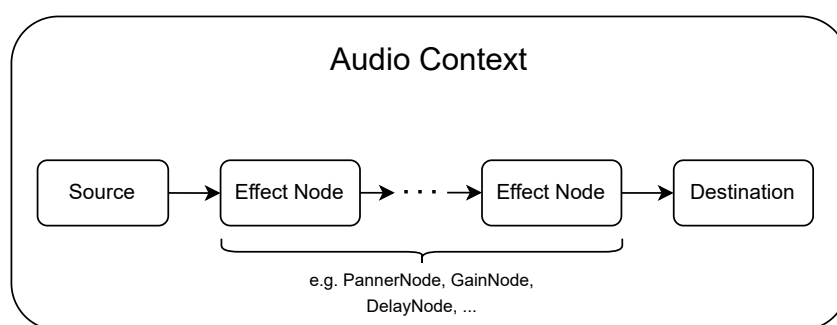 Audio Context
Source
Effect Node
· · ·
Effect Node
Destination
e.g. PannerNode, GainNode,
DelayNode, ...